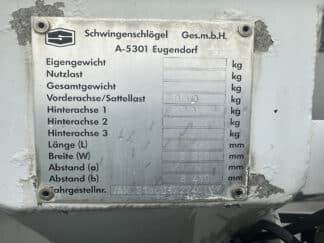 Schwingenschlögel Ges.m.b.H.
A-5301 Eugendorf
Eigengewicht kg
Nutzlast kg
Gesamtgewicht kg
Vorderachse/Sattellast kg
Hinterachse 1 kg
Hinterachse 2 kg
Hinterachse 3 kg
Länge (L) mm
Breite (W) mm
Abstand (a) mm
Abstand (b) mm
Fahrgestellnr.